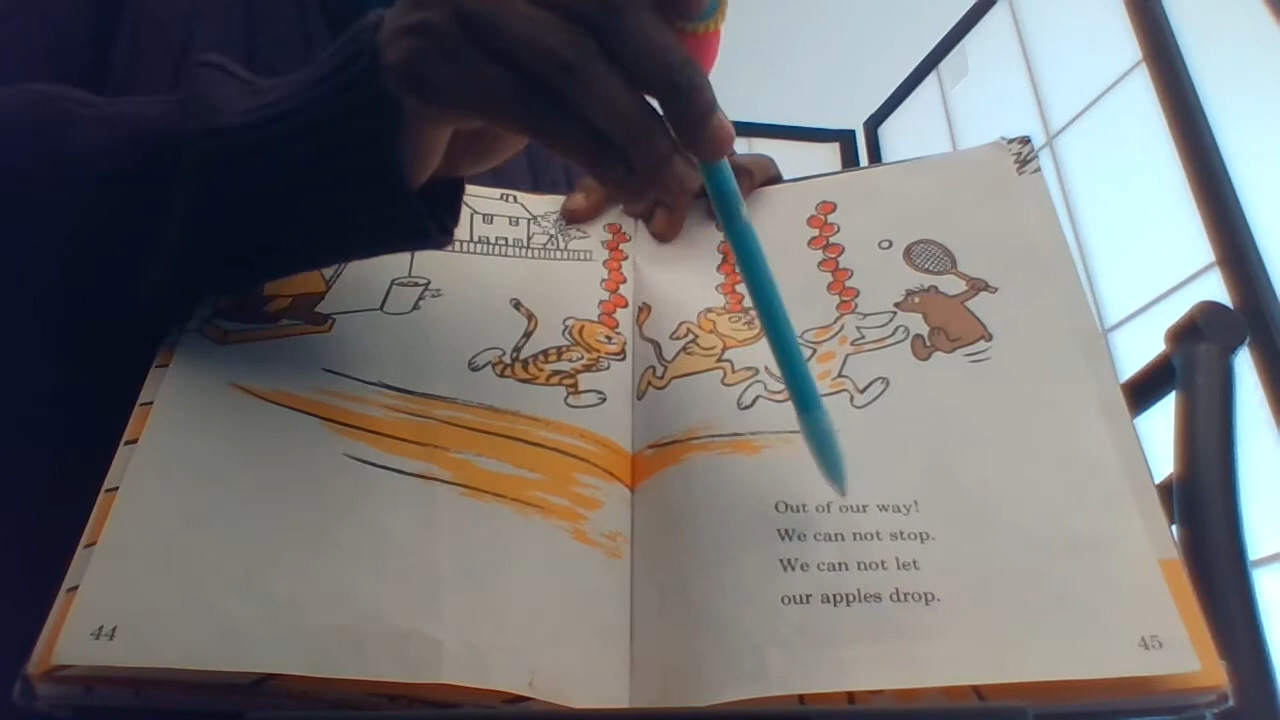 Out of our way!
We can not stop.
We can not let
our apples drop.
44
45